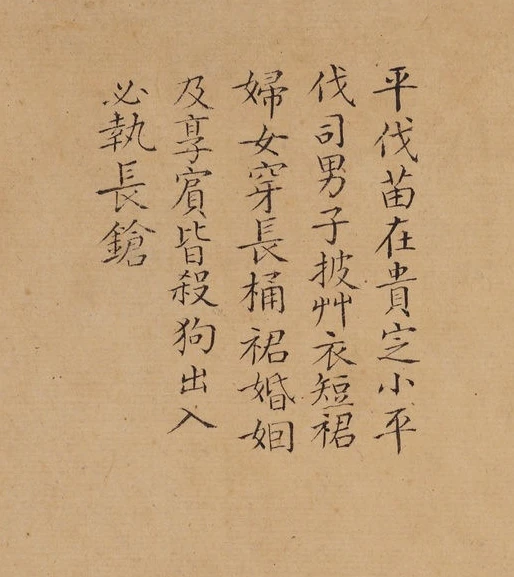 平伐苗在貴定小平
伐司男子披艸衣短裙
婦女穿長桶裙婚姻
及享賓皆殺狗出入
必執長鎗